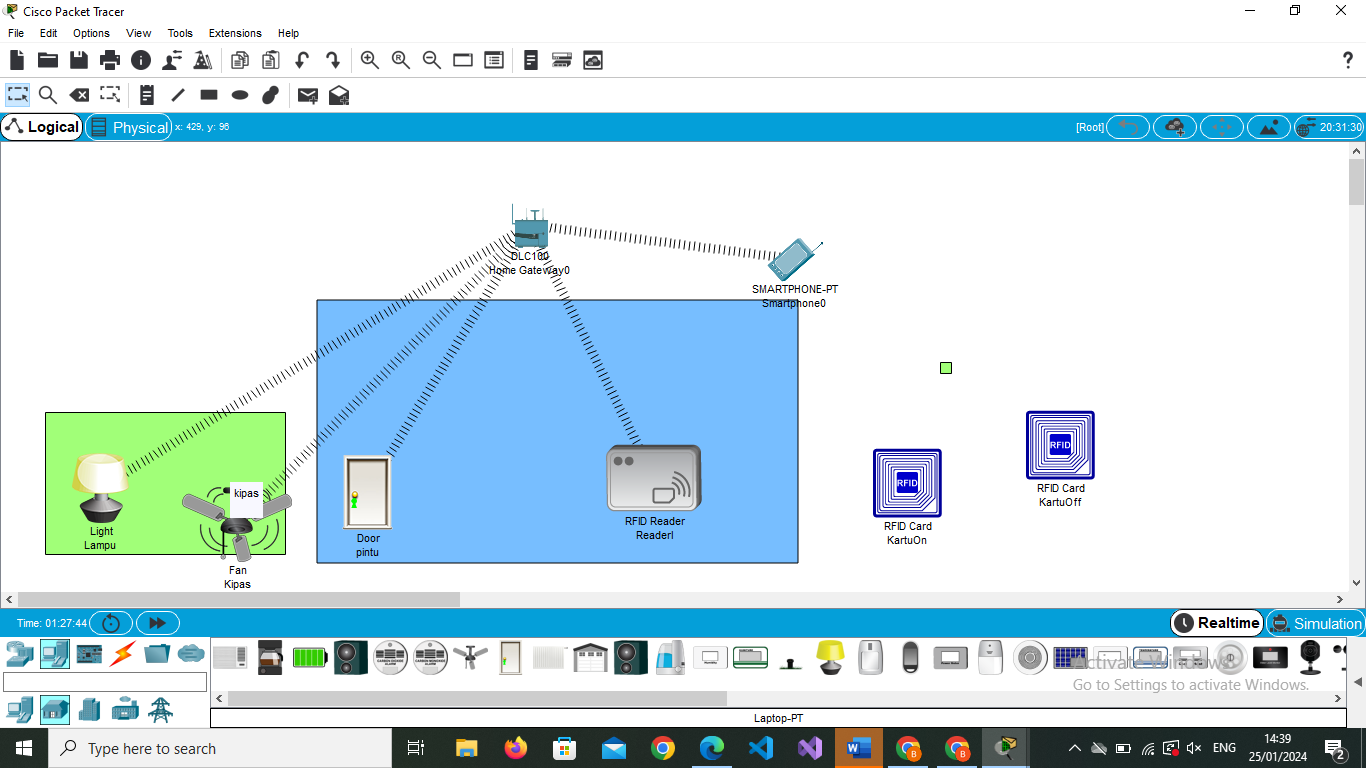 Cisco Packet Tracer
File Edit Options View Tools Extensions Help
Logical Physical x: 429, y: 96 [Root] 20:31:30
DLC100
Home Gateway0
SMARTPHONE-PT
Smartphone0
kipas
RFID
RFID
RFID Card
KartuOff
RFID Reader
ReaderI
RFID Card
KartuOn
Light
Lampu
Door
pintu
Fan
Kipas
Time: 01:27:44 Realtime Simulation
Activate Windows
Go to Settings to activate Windows.
Laptop-PT
Type here to search
ENG
14:39
25/01/2024
2